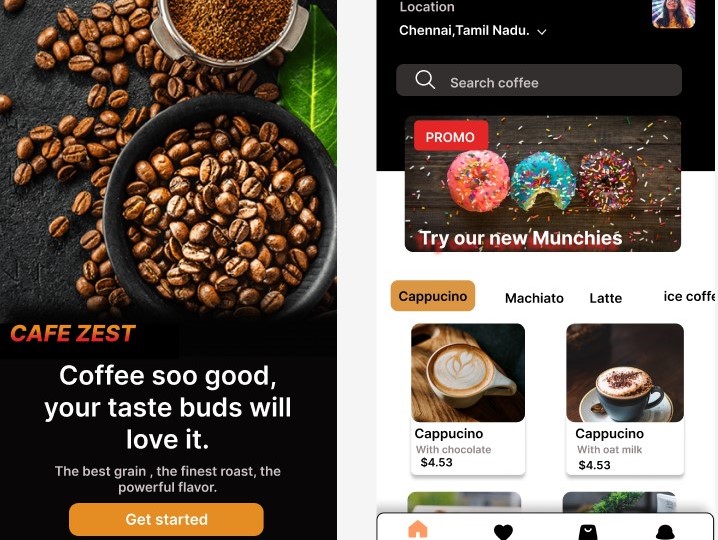 CAFE ZEST
Coffee soo good,
your taste buds will
love it.
The best grain , the finest roast, the
powerful flavor.
Get started
Location
Chennai,Tamil Nadu.
Search coffee
PROMO
Try our new Munchies
Cappucino
Machiato
Latte
ice coffe
Cappucino
With chocolate
$4.53
Cappucino
With oat milk
$4.53